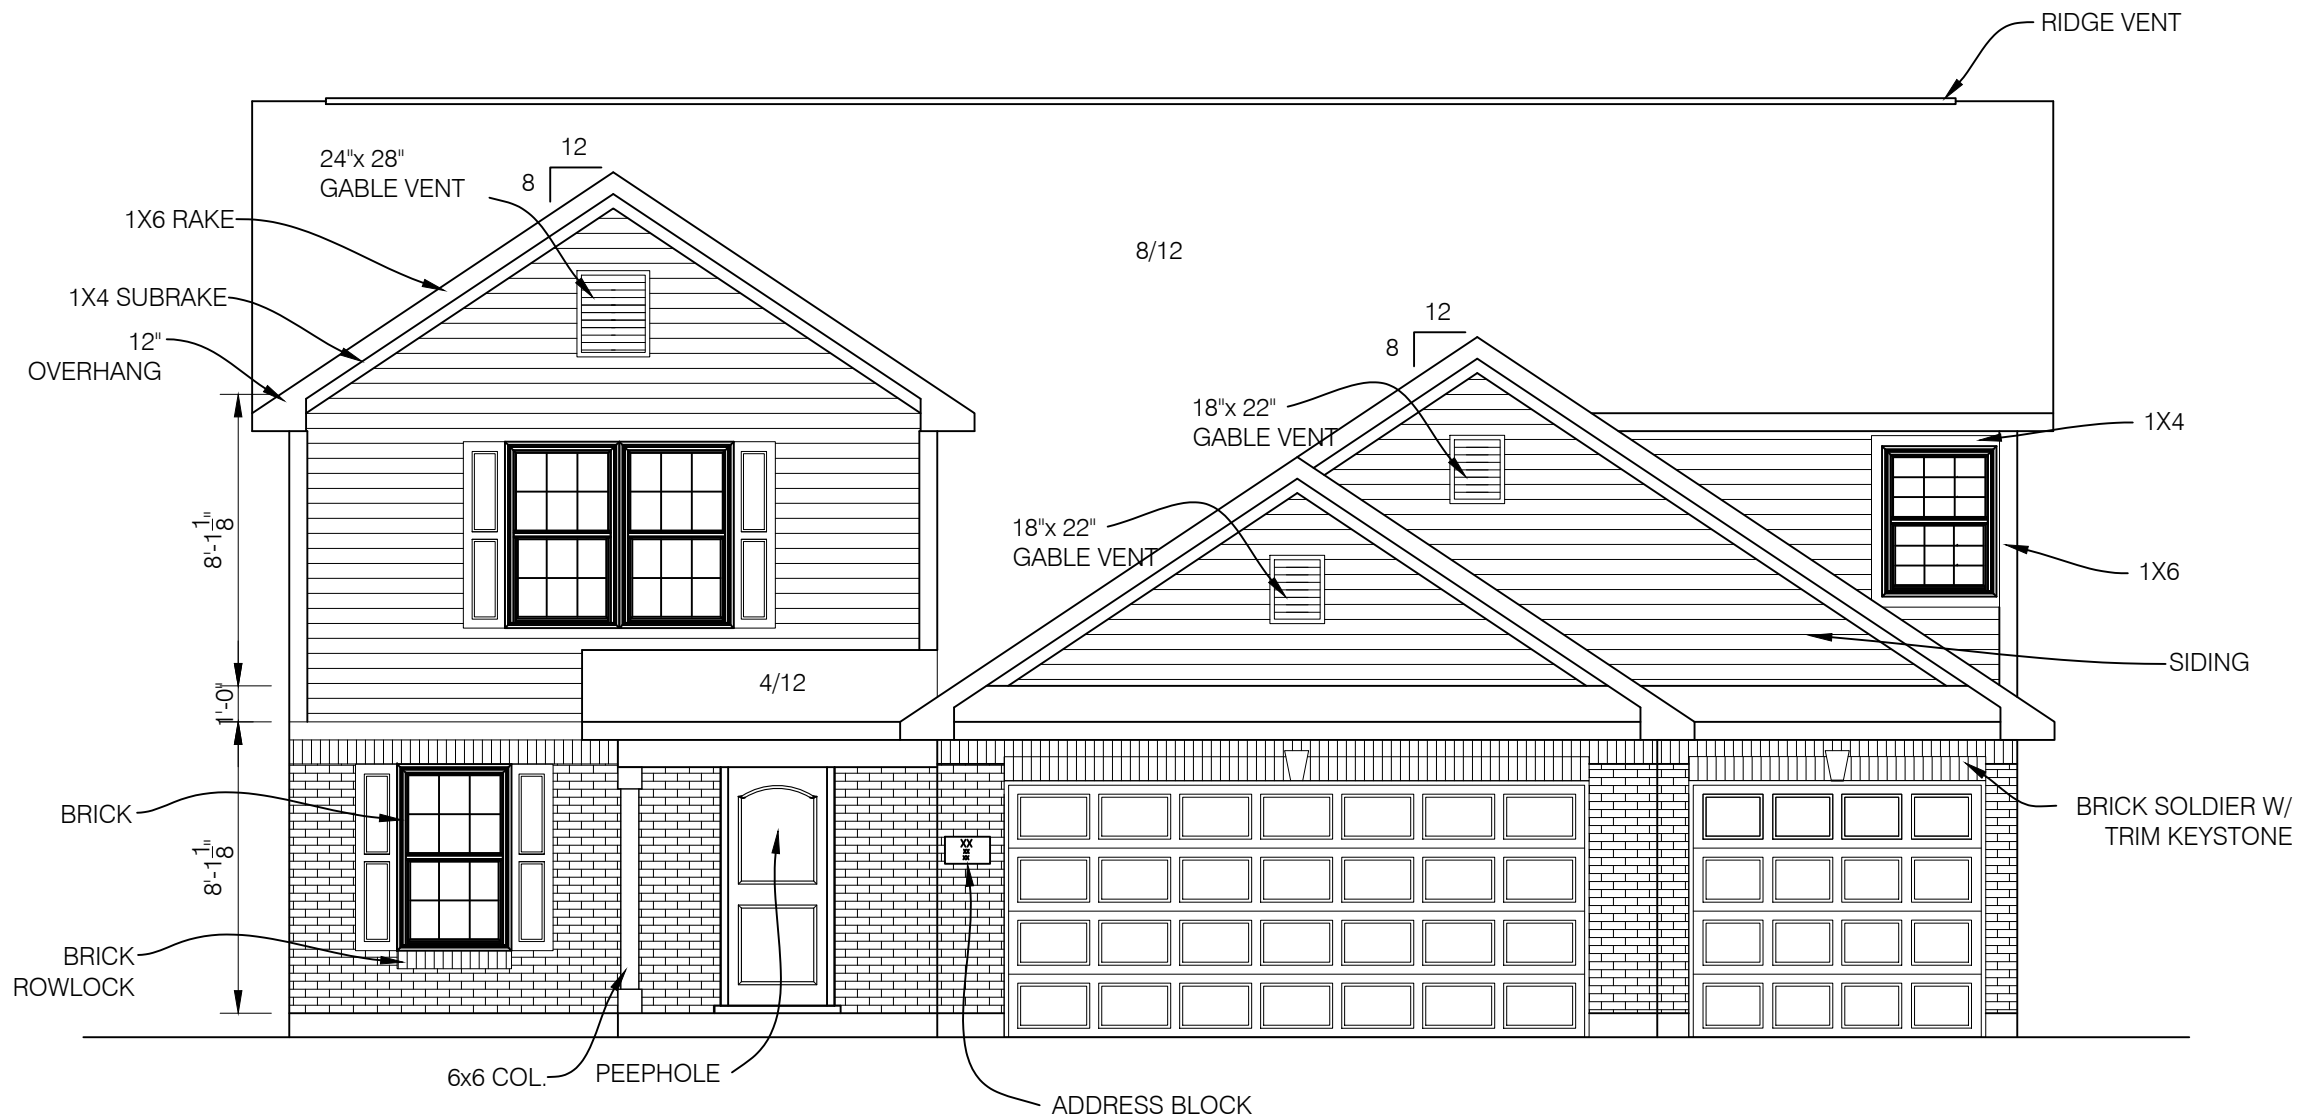 RIDGE VENT
12
8
24"x 28"
GABLE VENT
1X6 RAKE
1X4 SUBRAKE
12"
OVERHANG
8/12
12
8
18"x 22"
GABLE VENT
1X4
18"x 22"
GABLE VENT
1X6
8'-1 1/8"
SIDING
4/12
1'-0"
BRICK
BRICK SOLDIER W/
TRIM KEYSTONE
XX
8'-1 1/8"
BRICK
ROWLOCK
6x6 COL.
PEEPHOLE
ADDRESS BLOCK